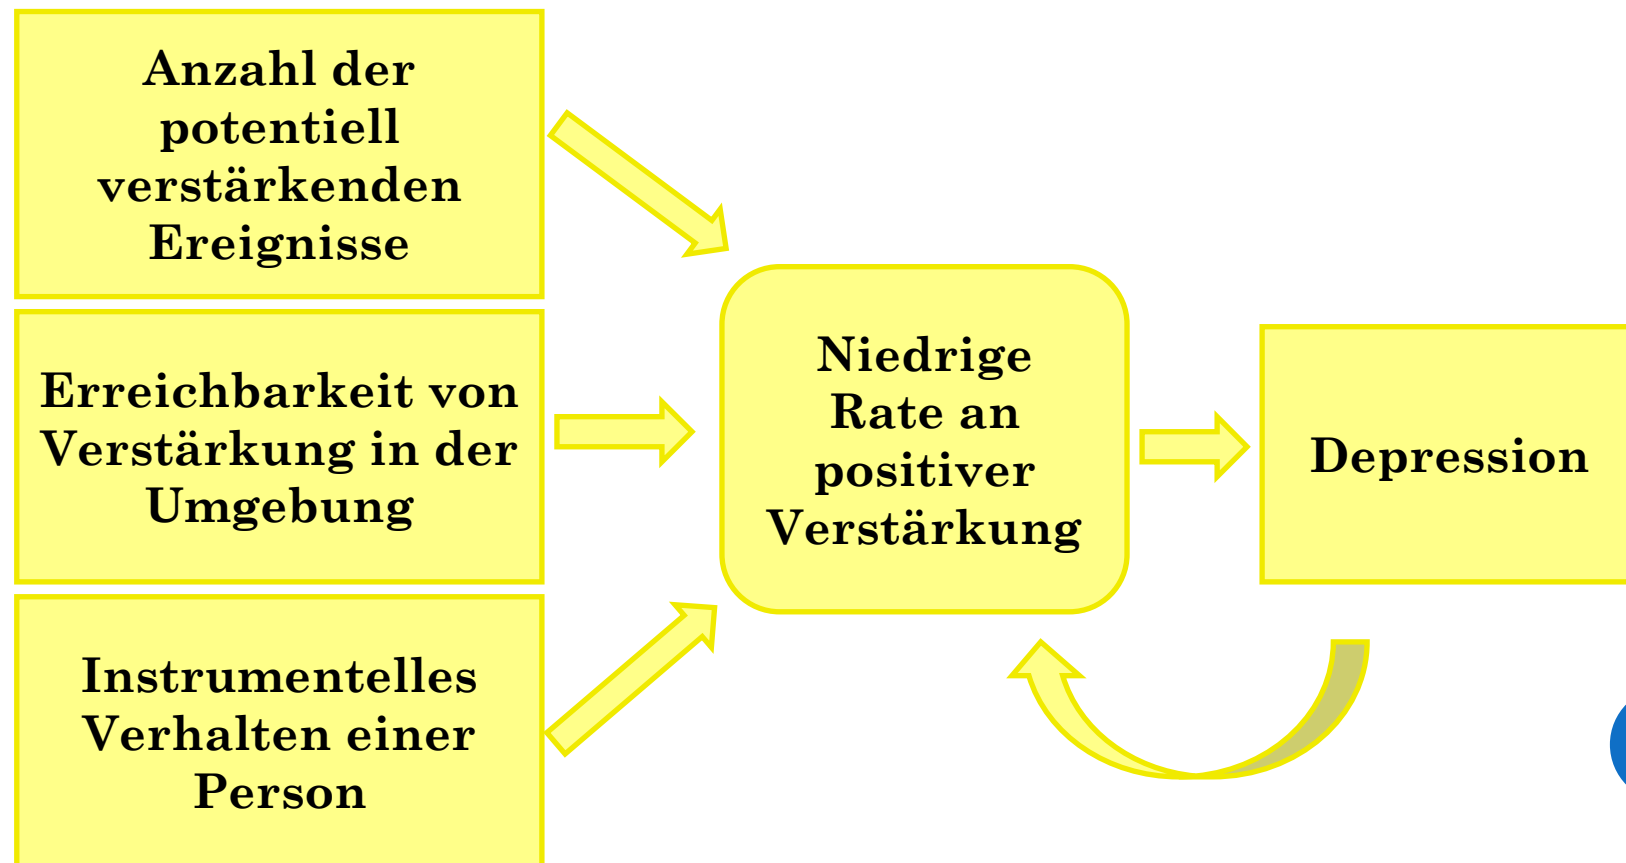 Anzahl der
potentiell
verstärkenden
Ereignisse
Erreichbarkeit von
Verstärkung in der
Umgebung
Instrumentelles
Verhalten einer
Person
Niedrige
Rate an
positiver
Verstärkung
Depression